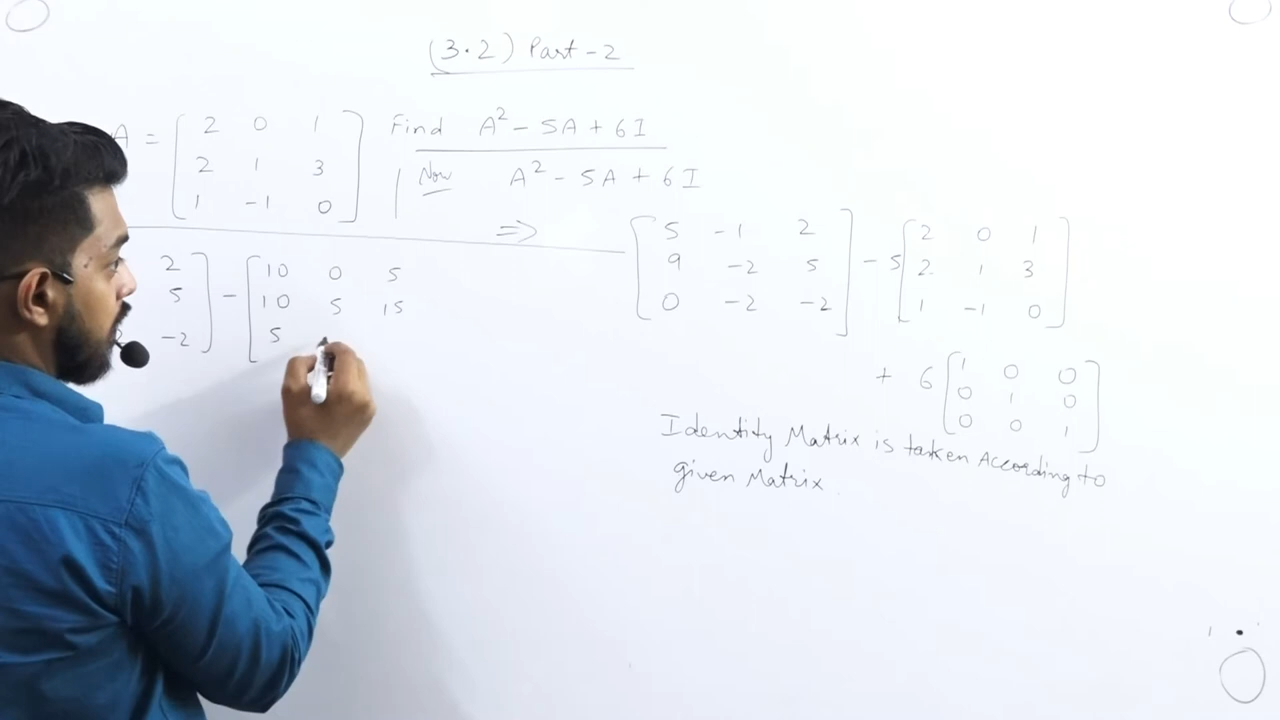 (3.2) Part-2
A = [ 2 0 1
2 1 3
1 -1 0 ]
Find A² - 5A + 6I
Now A² - 5A + 6I
⇒ [ 5 -1 2
9 -2 5
0 -2 -2 ] - 5 [ 2 0 1
2 1 3
1 -1 0 ]
+ 6 [ 1 0 0
0 1 0
0 0 1 ]
Identity Matrix is taken According to
given Matrix
2
5
-2 ] - [ 10 0 5
10 5 15
5